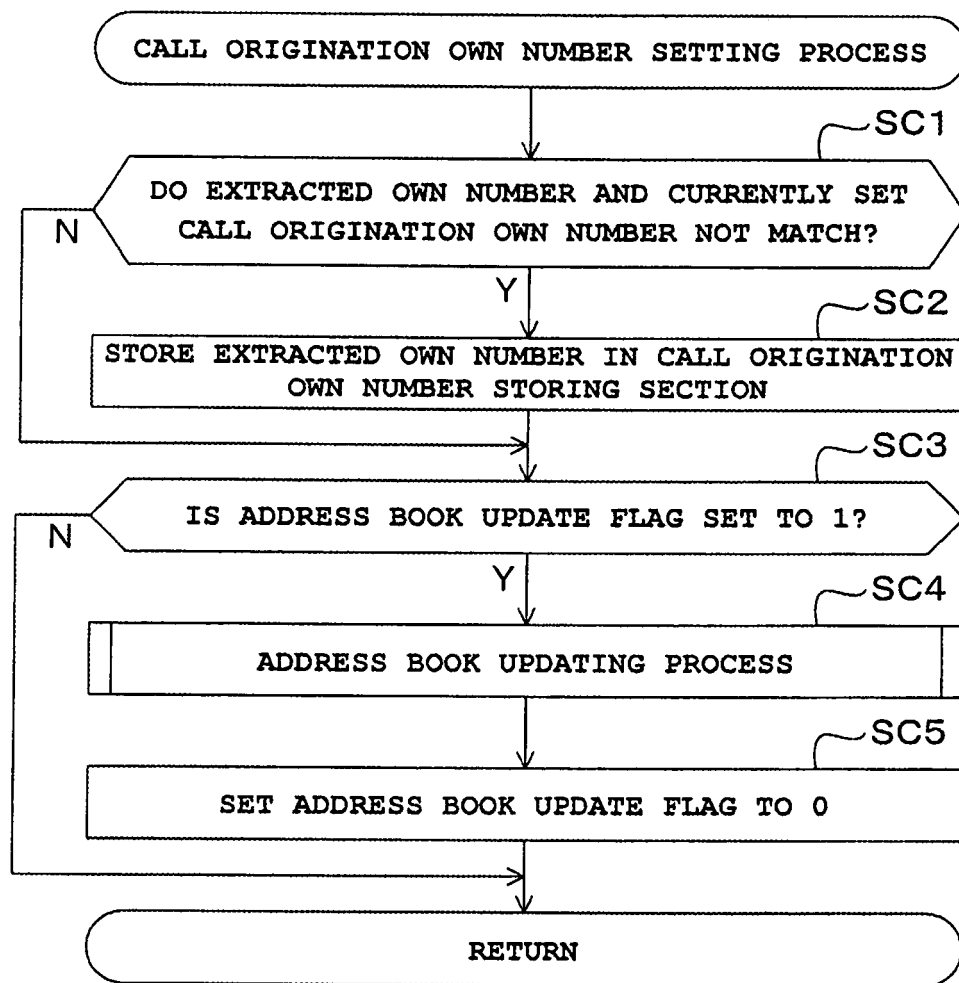 CALL ORIGINATION OWN NUMBER SETTING PROCESS
SC1
DO EXTRACTED OWN NUMBER AND CURRENTLY SET
CALL ORIGINATION OWN NUMBER NOT MATCH?
N
Y
SC2
STORE EXTRACTED OWN NUMBER IN CALL ORIGINATION
OWN NUMBER STORING SECTION
SC3
IS ADDRESS BOOK UPDATE FLAG SET TO 1?
N
Y
SC4
ADDRESS BOOK UPDATING PROCESS
SC5
SET ADDRESS BOOK UPDATE FLAG TO 0
RETURN